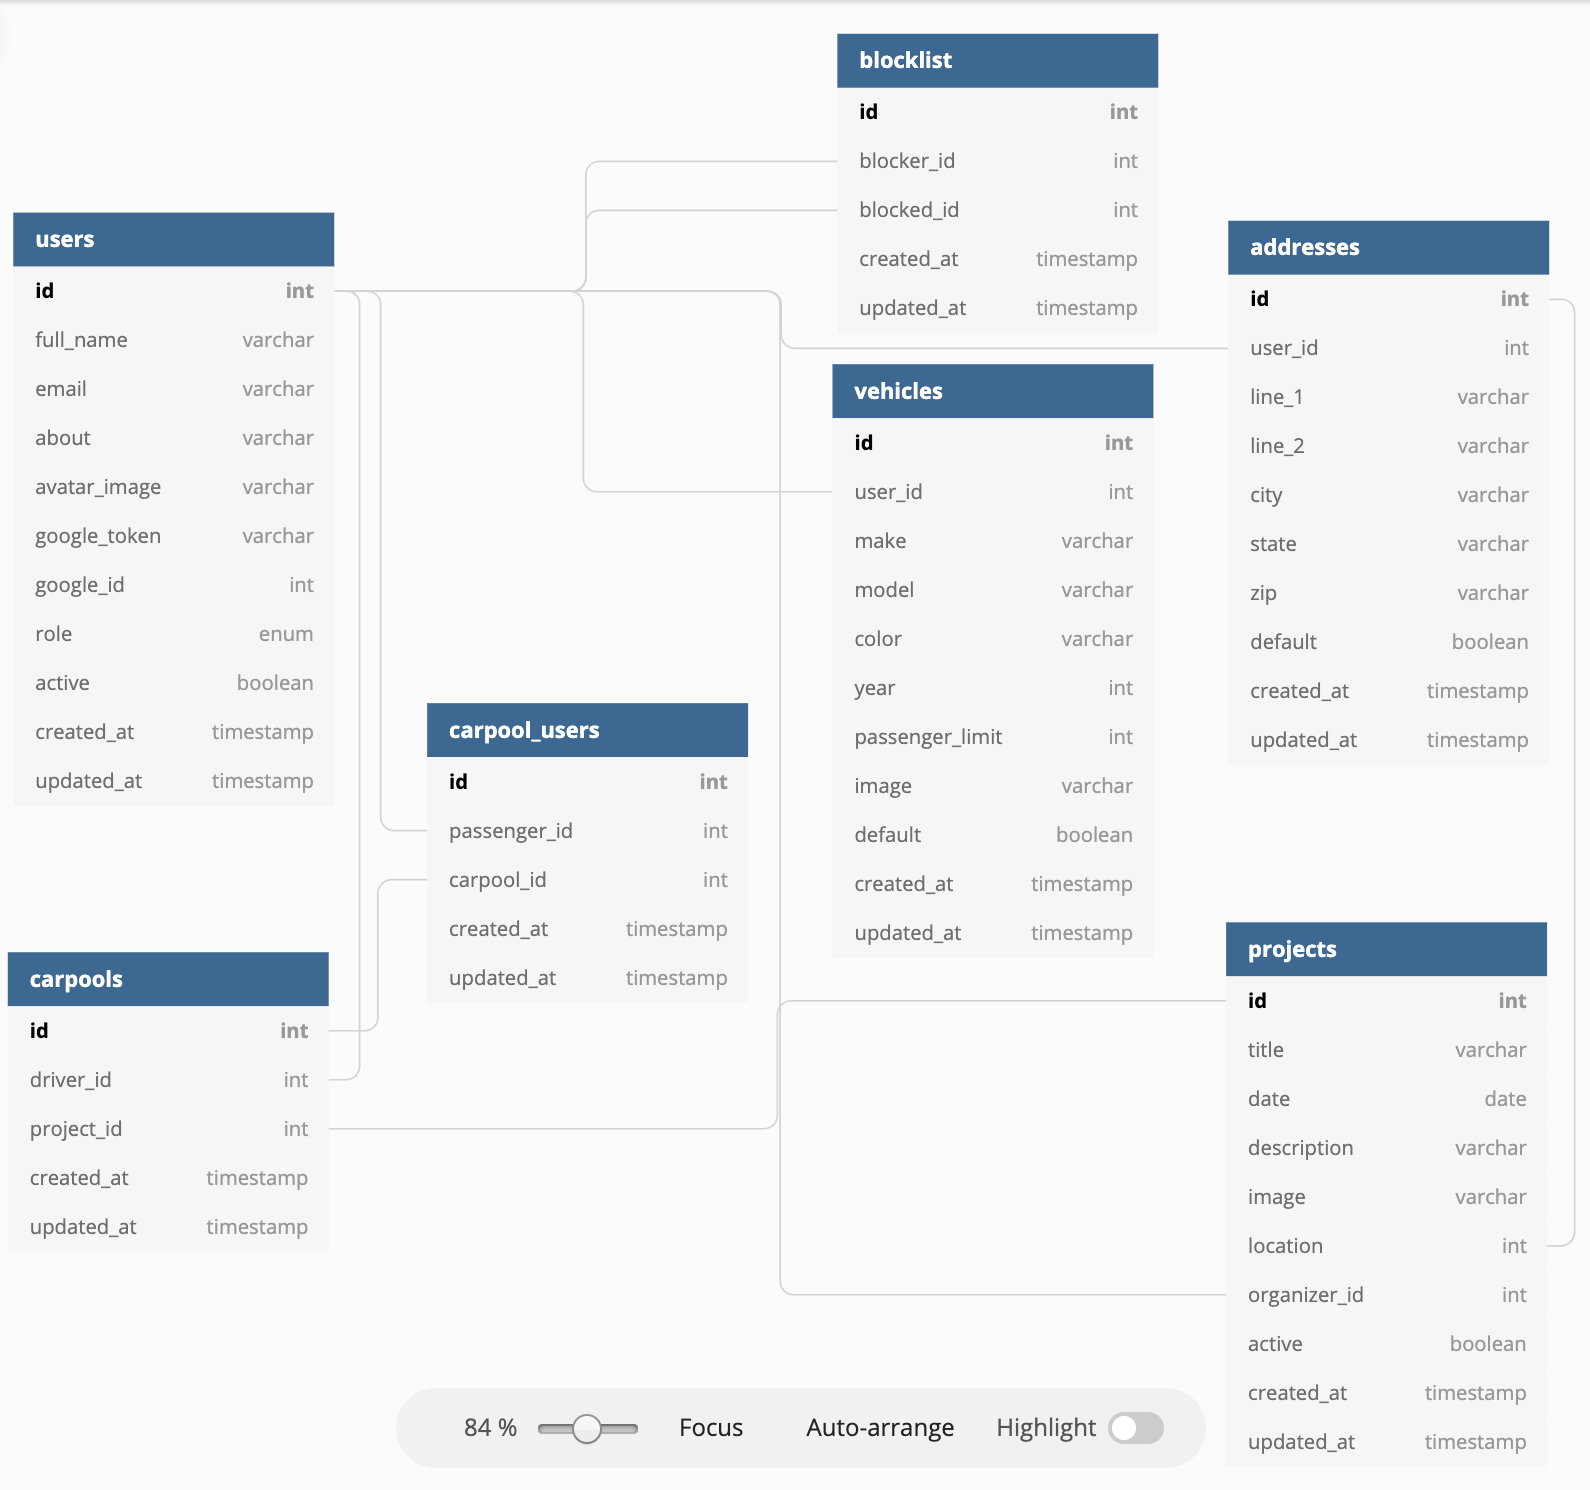 blocklist
id int
blocker_id int
blocked_id int
created_at timestamp
updated_at timestamp
users
id int
full_name varchar
email varchar
about varchar
avatar_image varchar
google_token varchar
google_id int
role enum
active boolean
created_at timestamp
updated_at timestamp
addresses
id int
user_id int
line_1 varchar
line_2 varchar
city varchar
state varchar
zip varchar
default boolean
created_at timestamp
updated_at timestamp
vehicles
id int
user_id int
make varchar
model varchar
color varchar
year int
passenger_limit int
image varchar
default boolean
created_at timestamp
updated_at timestamp
carpool_users
id int
passenger_id int
carpool_id int
created_at timestamp
updated_at timestamp
carpools
id int
driver_id int
project_id int
created_at timestamp
updated_at timestamp
projects
id int
title varchar
date date
description varchar
image varchar
location int
organizer_id int
active boolean
created_at timestamp
updated_at timestamp
84 % Focus Auto-arrange Highlight